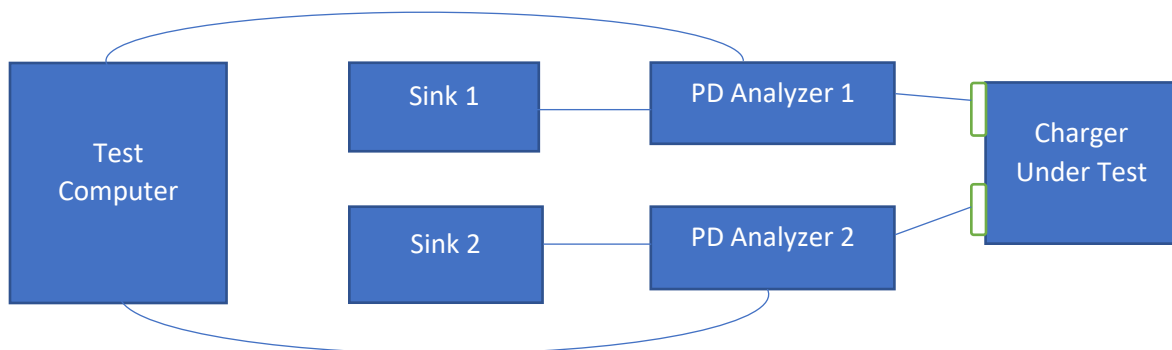 Test
Computer
Sink 1
PD Analyzer 1
Charger
Under Test
Sink 2
PD Analyzer 2